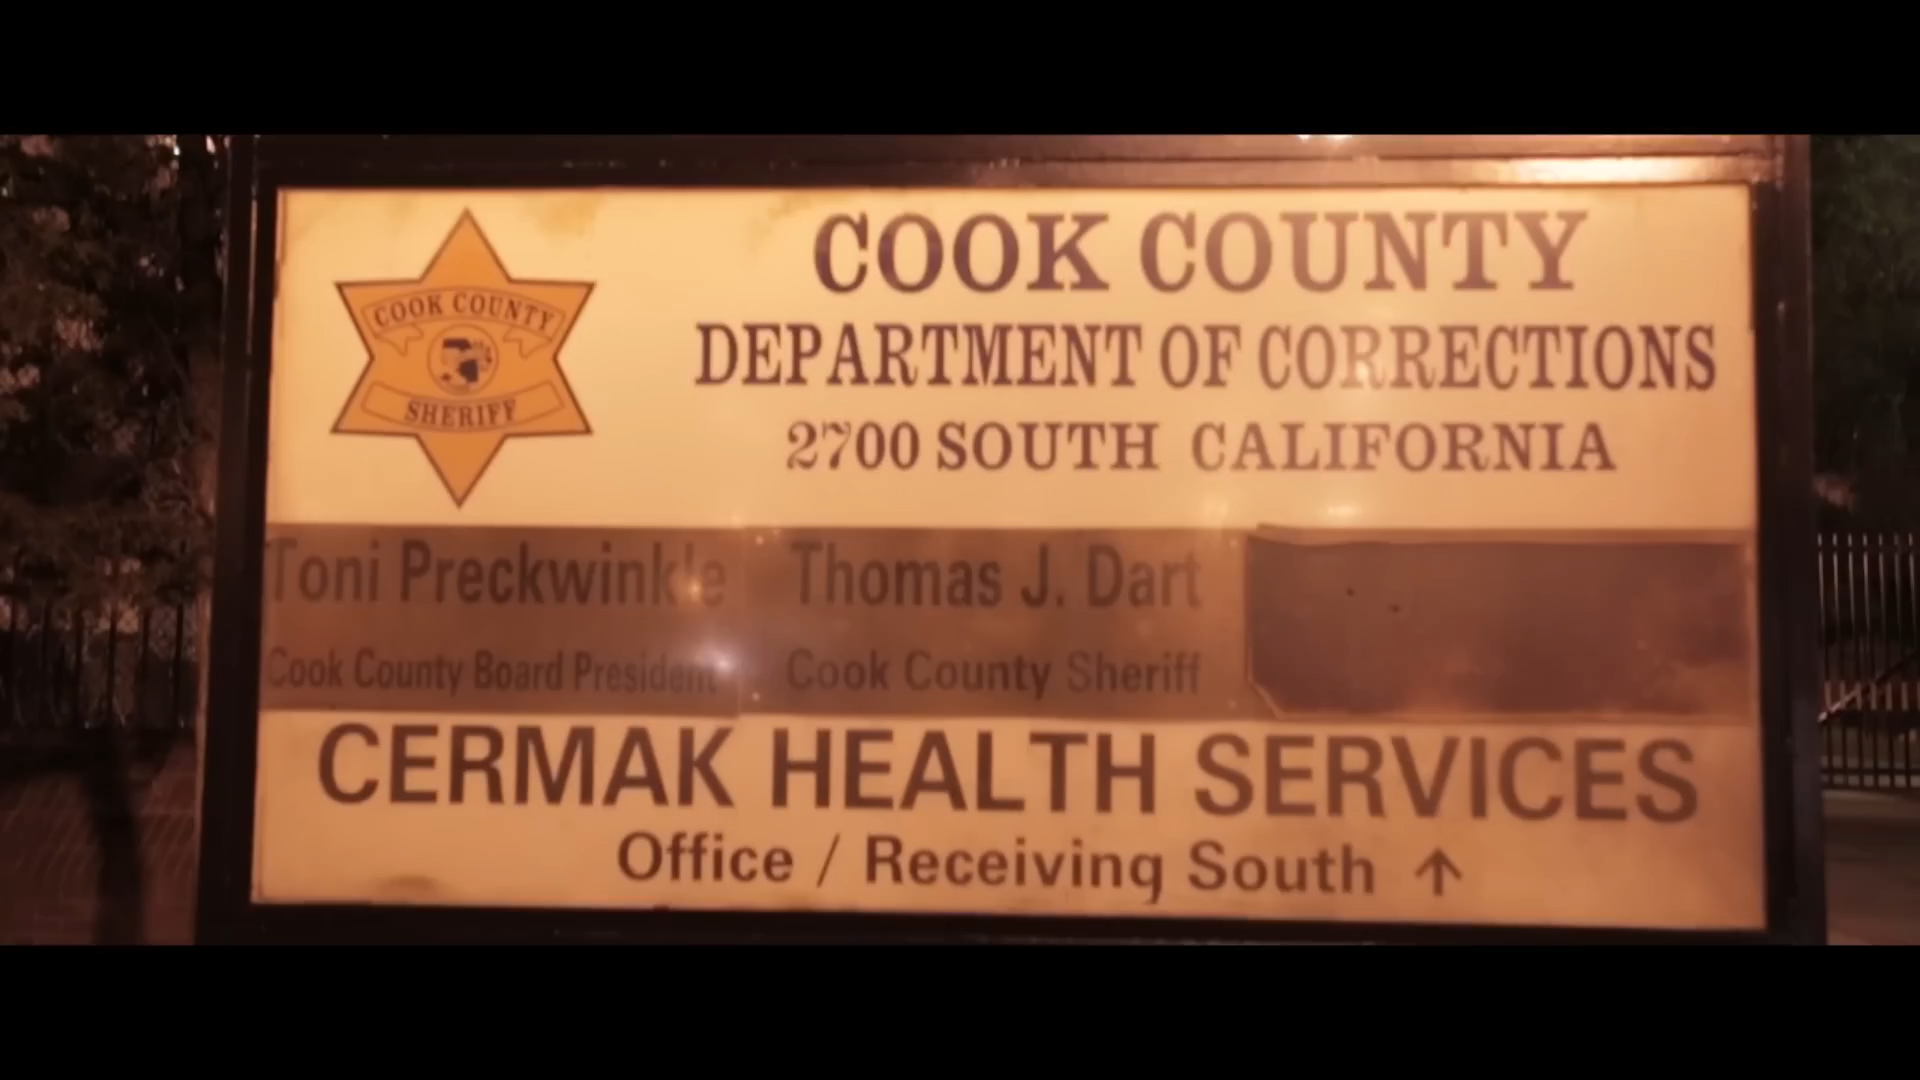 COOK COUNTY
SHERIFF
COOK COUNTY
DEPARTMENT OF CORRECTIONS
2700 SOUTH CALIFORNIA
Toni Preckwinkle
Cook County Board President
Thomas J. Dart
Cook County Sheriff
CERMAK HEALTH SERVICES
Office / Receiving South ↑